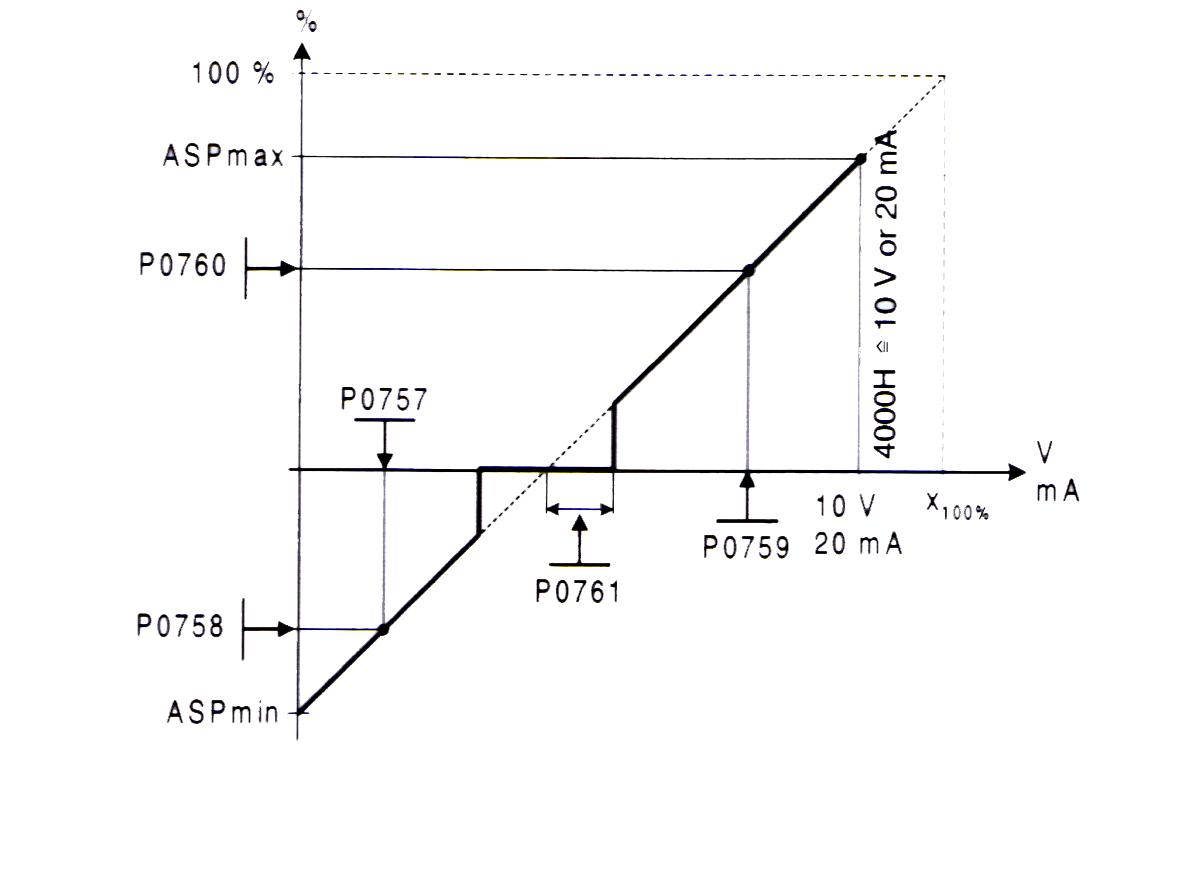 %
100 %
ASPmax
P0760
4000H ≙ 10 V or 20 mA
P0757
V
mA
10 V
20 mA
x100%
P0759
P0761
P0758
ASPmin